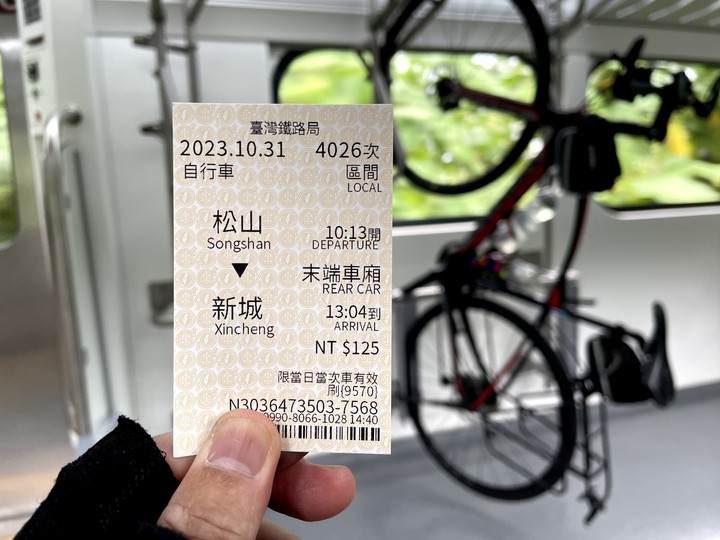 臺灣鐵路局
2023.10.31 4026次
自行車 區間
LOCAL
松山
Songshan
10:13開
DEPARTURE
▼
末端車廂
REAR CAR
新城
Xincheng
13:04到
ARRIVAL
NT $125
限當日當次車有效
刷{9570}
N3036473503-7568
9990-8066-1028 14:40